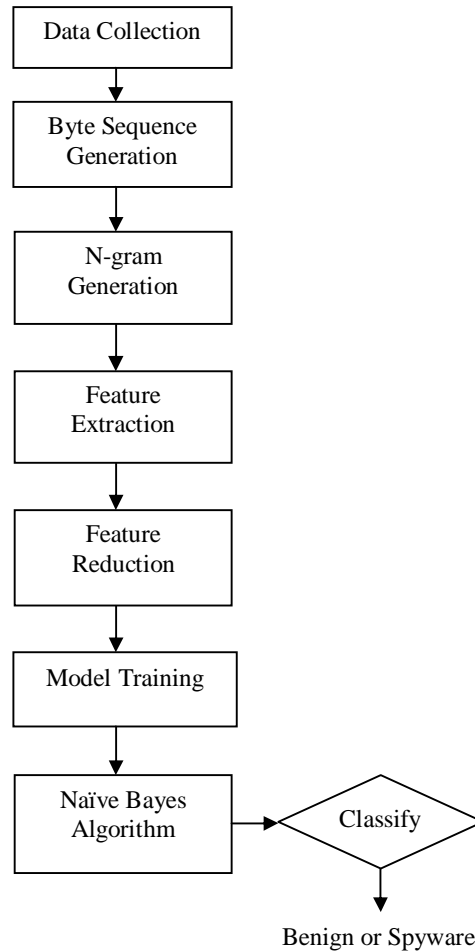 Data Collection
Byte Sequence
Generation
N-gram
Generation
Feature
Extraction
Feature
Reduction
Model Training
Naïve Bayes
Algorithm
Classify
Benign or Spyware